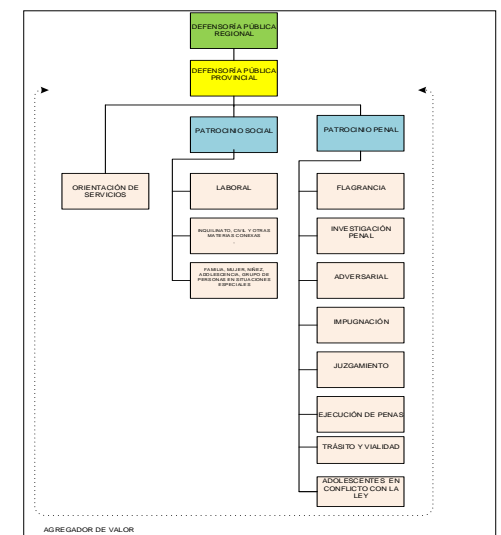 DEFENSORÍA PÚBLICA
REGIONAL
DEFENSORÍA PÚBLICA
PROVINCIAL
PATROCINIO SOCIAL
PATROCINIO PENAL
ORIENTACIÓN DE
SERVICIOS
LABORAL
INQUILINATO, CIVIL Y OTRAS
MATERIAS CONEXAS
.
FAMILIA, MUJER, NIÑEZ,
ADOLESCENCIA, GRUPO DE
PERSONAS EN SITUACIONES
ESPECIALES
FLAGRANCIA
INVESTIGACIÓN
PENAL
ADVERSARIAL
IMPUGNACIÓN
JUZGAMIENTO
EJECUCIÓN DE PENAS
TRÁSITO Y VIALIDAD
ADOLESCENTES EN
CONFLICTO CON LA
LEY
AGREGADOR DE VALOR